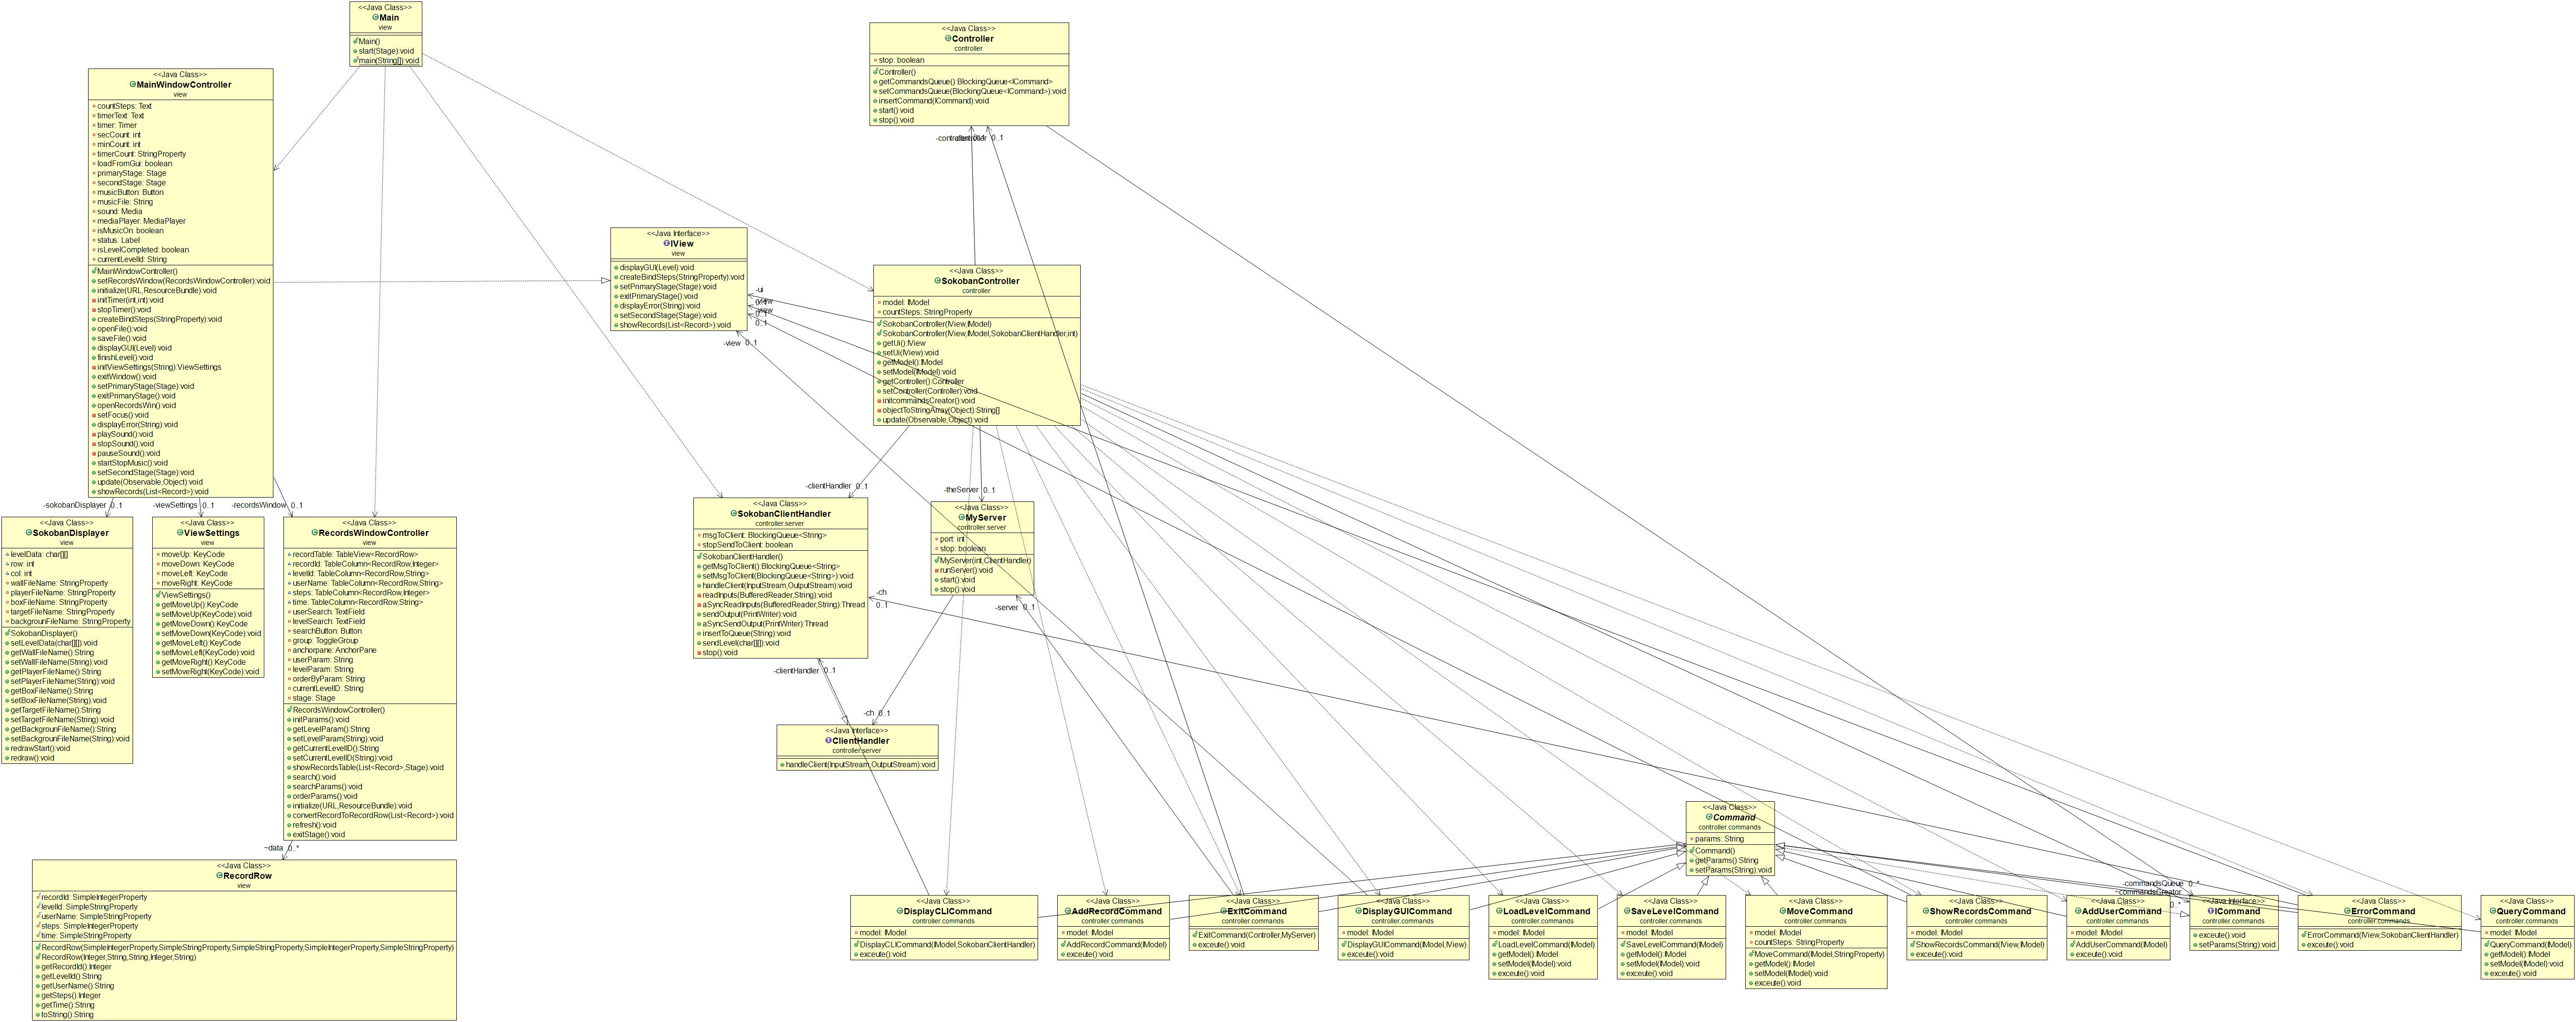 <<Java Class>>
Main
view
Main()
start(Stage):void
main(String[]):void
<<Java Class>>
MainWindowController
view
countSteps: Text
timerText: Text
timer: Timer
secCount: int
minCount: int
timerCount: StringProperty
loadFromGui: boolean
primaryStage: Stage
secondStage: Stage
musicButton: Button
musicFile: String
sound: Media
mediaPlayer: MediaPlayer
isMusicOn: boolean
status: Label
isLevelCompleted: boolean
currentLevelId: String
MainWindowController()
setRecordsWindow(RecordsWindowController):void
initialize(URL,ResourceBundle):void
initTimer(int,int):void
stopTimer():void
createBindSteps(StringProperty):void
openFile():void
saveFile():void
displayGUI(Level):void
finishLevel():void
initViewSettings(String):ViewSettings
exitWindow():void
setPrimaryStage(Stage):void
exitPrimaryStage():void
openRecordsWin():void
setFocus():void
displayError(String):void
playSound():void
stopSound():void
pauseSound():void
startStopMusic():void
setSecondStage(Stage):void
update(Observable,Object):void
showRecords(List<Record>):void
-sokobanDisplayer 0..1
-viewSettings 0..1
-recordsWindow 0..1
<<Java Class>>
SokobanDisplayer
view
levelData: char[][]
row: int
col: int
wallFileName: StringProperty
playerFileName: StringProperty
boxFileName: StringProperty
targetFileName: StringProperty
backgrounFileName: StringProperty
SokobanDisplayer()
setLevelData(char[][]):void
getWallFileName():String
setWallFileName(String):void
getPlayerFileName():String
setPlayerFileName(String):void
getBoxFileName():String
setBoxFileName(String):void
getTargetFileName():String
setTargetFileName(String):void
getBackgrounFileName():String
setBackgrounFileName(String):void
redrawStart():void
redraw():void
<<Java Class>>
ViewSettings
view
moveUp: KeyCode
moveDown: KeyCode
moveLeft: KeyCode
moveRight: KeyCode
ViewSettings()
getMoveUp():KeyCode
setMoveUp(KeyCode):void
getMoveDown():KeyCode
setMoveDown(KeyCode):void
getMoveLeft():KeyCode
setMoveLeft(KeyCode):void
getMoveRight():KeyCode
setMoveRight(KeyCode):void
<<Java Class>>
RecordsWindowController
view
recordTable: TableView<RecordRow>
recordId: TableColumn<RecordRow,Integer>
levelId: TableColumn<RecordRow,String>
userName: TableColumn<RecordRow,String>
steps: TableColumn<RecordRow,Integer>
time: TableColumn<RecordRow,String>
userSearch: TextField
levelSearch: TextField
searchButton: Button
group: ToggleGroup
anchorpane: AnchorPane
userParam: String
levelParam: String
orderByParam: String
currentLevelID: String
stage: Stage
RecordsWindowController()
initParams():void
getLevelParam():String
setLevelParam(String):void
getCurrentLevelID():String
setCurrentLevelID(String):void
showRecordsTable(List<Record>,Stage):void
search():void
searchParams():void
orderParams():void
initialize(URL,ResourceBundle):void
convertRecordToRecordRow(List<Record>):void
refresh():void
exitStage():void
~data 0..*
<<Java Class>>
RecordRow
view
recordId: SimpleIntegerProperty
levelId: SimpleStringProperty
userName: SimpleStringProperty
steps: SimpleIntegerProperty
time: SimpleStringProperty
RecordRow(SimpleIntegerProperty,SimpleStringProperty,SimpleStringProperty,SimpleIntegerProperty,SimpleStringProperty)
RecordRow(Integer,String,String,Integer,String)
getRecordId():Integer
getLevelId():String
getUserName():String
getSteps():Integer
getTime():String
toString():String
<<Java Interface>>
IView
view
displayGUI(Level):void
createBindSteps(StringProperty):void
setPrimaryStage(Stage):void
exitPrimaryStage():void
displayError(String):void
setSecondStage(Stage):void
showRecords(List<Record>):void
-ui
0..1
-view
-view
0..1
0..1
-view 0..1
<<Java Class>>
Controller
controller
stop: boolean
Controller()
getCommandsQueue():BlockingQueue<ICommand>
setCommandsQueue(BlockingQueue<ICommand>):void
insertCommand(ICommand):void
start():void
stop():void
-controller 0..1
<<Java Class>>
SokobanController
controller
model: IModel
countSteps: StringProperty
SokobanController(IView,IModel)
SokobanController(IView,IModel,SokobanClientHandler,int)
getUi():IView
setUi(IView):void
getModel():IModel
setModel(IModel):void
getController():Controller
setController(Controller):void
initcommandsCreator():void
objectToStringArray(Object):String[]
update(Observable,Object):void
-clientHandler 0..1
-theServer 0..1
<<Java Class>>
SokobanClientHandler
controller.server
msgToClient: BlockingQueue<String>
stopSendToClient: boolean
SokobanClientHandler()
getMsgToClient():BlockingQueue<String>
setMsgToClient(BlockingQueue<String>):void
handleClient(InputStream,OutputStream):void
readInputs(BufferedReader,String):void
aSyncReadInputs(BufferedReader,String):Thread
sendOutput(PrintWriter):void
aSyncSendOutput(PrintWriter):Thread
insertToQueue(String):void
sendLevel(char[][]):void
stop():void
-ch
0..1
<<Java Class>>
MyServer
controller.server
port: int
stop: boolean
MyServer(int,ClientHandler)
runServer():void
start():void
stop():void
-server 0..1
-clientHandler 0..1
-ch 0..1
<<Java Interface>>
ClientHandler
controller.server
handleClient(InputStream,OutputStream):void
<<Java Class>>
Command
controller.commands
params: String
Command()
getParams():String
setParams(String):void
-commandsQueue 0..*
~commandsCreator
0..*
<<Java Class>>
DisplayCLICommand
controller.commands
model: IModel
DisplayCLICommand(IModel,SokobanClientHandler)
exceute():void
<<Java Class>>
AddRecordCommand
controller.commands
model: IModel
AddRecordCommand(IModel)
exceute():void
<<Java Class>>
ExitCommand
controller.commands
ExitCommand(Controller,MyServer)
exceute():void
<<Java Class>>
DisplayGUICommand
controller.commands
model: IModel
DisplayGUICommand(IModel,IView)
exceute():void
<<Java Class>>
LoadLevelCommand
controller.commands
model: IModel
LoadLevelCommand(IModel)
getModel():IModel
setModel(IModel):void
exceute():void
<<Java Class>>
SaveLevelCommand
controller.commands
model: IModel
SaveLevelCommand(IModel)
getModel():IModel
setModel(IModel):void
exceute():void
<<Java Class>>
MoveCommand
controller.commands
model: IModel
countSteps: StringProperty
MoveCommand(IModel,StringProperty)
getModel():IModel
setModel(IModel):void
exceute():void
<<Java Class>>
ShowRecordsCommand
controller.commands
model: IModel
ShowRecordsCommand(IView,IModel)
exceute():void
<<Java Class>>
AddUserCommand
controller.commands
model: IModel
AddUserCommand(IModel)
exceute():void
<<Java Interface>>
ICommand
controller.commands
exceute():void
setParams(String):void
<<Java Class>>
ErrorCommand
controller.commands
ErrorCommand(IView,SokobanClientHandler)
exceute():void
<<Java Class>>
QueryCommand
controller.commands
model: IModel
QueryCommand(IModel)
getModel():IModel
setModel(IModel):void
exceute():void